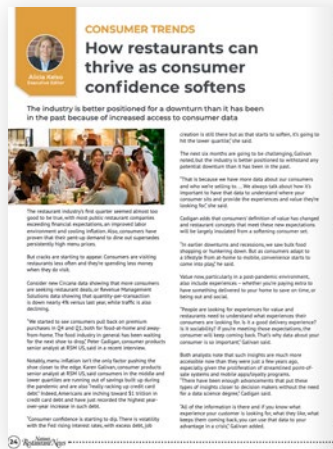 CONSUMER TRENDS
How restaurants can
thrive as consumer
confidence softens
Alicia Kelso
Executive Editor
The industry is better positioned for a downturn than it has been
in the past because of increased access to consumer data
The restaurant industry's first quarter seemed almost too
good to be true, with most public restaurant companies
exceeding financial expectations, an improved labor
environment and cooling inflation. Also, consumers have
proven that their pent-up demand to dine out supersedes
persistently high menu prices.
But cracks are starting to appear. Consumers are visiting
restaurants less often and they're spending less money
when they do visit.
Consider new Circana data showing that more consumers
are seeking restaurant deals, or Revenue Management
Solutions data showing that quantity-per-transaction
is down nearly 4% versus last year, while traffic is also
declining.
"We started to see consumers pull back on premium
purchases in Q4 and Q1, both for food-at-home and away-
from-home. The food industry in general has been waiting
for the next shoe to drop," Peter Cadigan, consumer products
senior analyst at RSM US, said in a recent interview.
Notably, menu inflation isn't the only factor pushing the
shoe closer to the edge. Karen Galivan, consumer products
senior analyst at RSM US, said consumers in the middle and
lower quartiles are running out of savings built up during
the pandemic and are also "really racking up credit card
debt." Indeed, Americans are inching toward $1 trillion in
credit card debt and have just recorded the highest year-
over-year increase in such debt.
"Consumer confidence is starting to dip. There is volatility
with the Fed rising interest rates, with excess debt, job
creation is still there but as that starts to soften, it's going to
hit the lower quartile," she said.
The next six months are going to be challenging, Galivan
noted, but the industry is better positioned to withstand any
potential downturn than it has been in the past.
"That is because we have more data about our consumers
and who we're selling to ... We always talk about how it's
important to have that data to understand where your
consumer sits and provide the experiences and value they're
looking for," she said.
Cadigan adds that consumers' definition of value has changed
and restaurant concepts that meet these new expectations
will be largely insulated from a softening consumer set.
"In earlier downturns and recessions, we saw bulk food
shopping or hunkering down. But as consumers adapt to
a lifestyle from at-home to mobile, convenience starts to
come into play," he said.
Value now, particularly in a post-pandemic environment,
also include experiences – whether you're paying extra to
have something delivered to your home to save on time, or
being out and social.
"People are looking for experiences for value and
restaurants need to understand what experiences their
consumers are looking for. Is it a good delivery experience?
Is it sociability? If you're meeting those expectations, the
consumer will keep coming back. That's why data about your
consumer is so important," Galivan said.
Both analysts note that such insights are much more
accessible now than they were just a few years ago,
especially given the proliferation of streamlined point-of-
sale systems and mobile apps/loyalty programs.
"There have been enough advancements that put these
types of insights closer to decision makers without the need
for a data science degree," Cadigan said.
"All of the information is there and if you know what
experience your customer is looking for, what they like, what
keeps them coming back, you can use that data to your
advantage in a crisis," Galivan added.
24 Nation's
Restaurant News